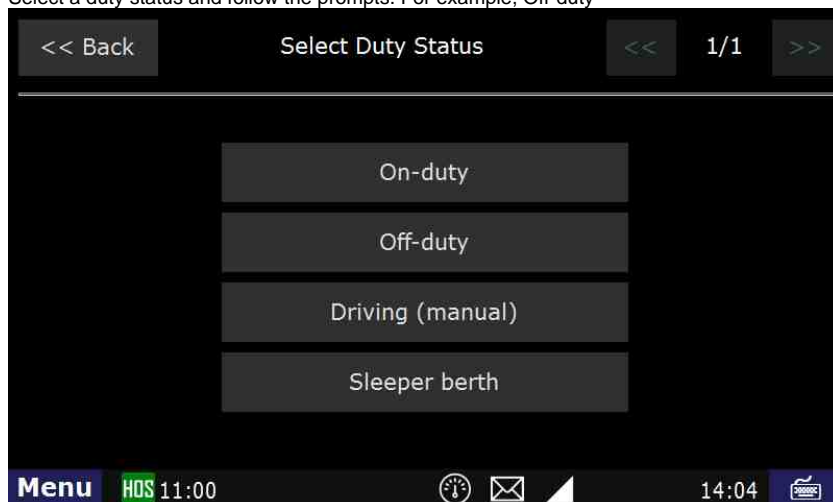 Select a duty status and follow the prompts. For example, Off-duty
<< Back Select Duty Status << 1/1 >>
On-duty
Off-duty
Driving (manual)
Sleeper berth
Menu HOS 11:00 14:04